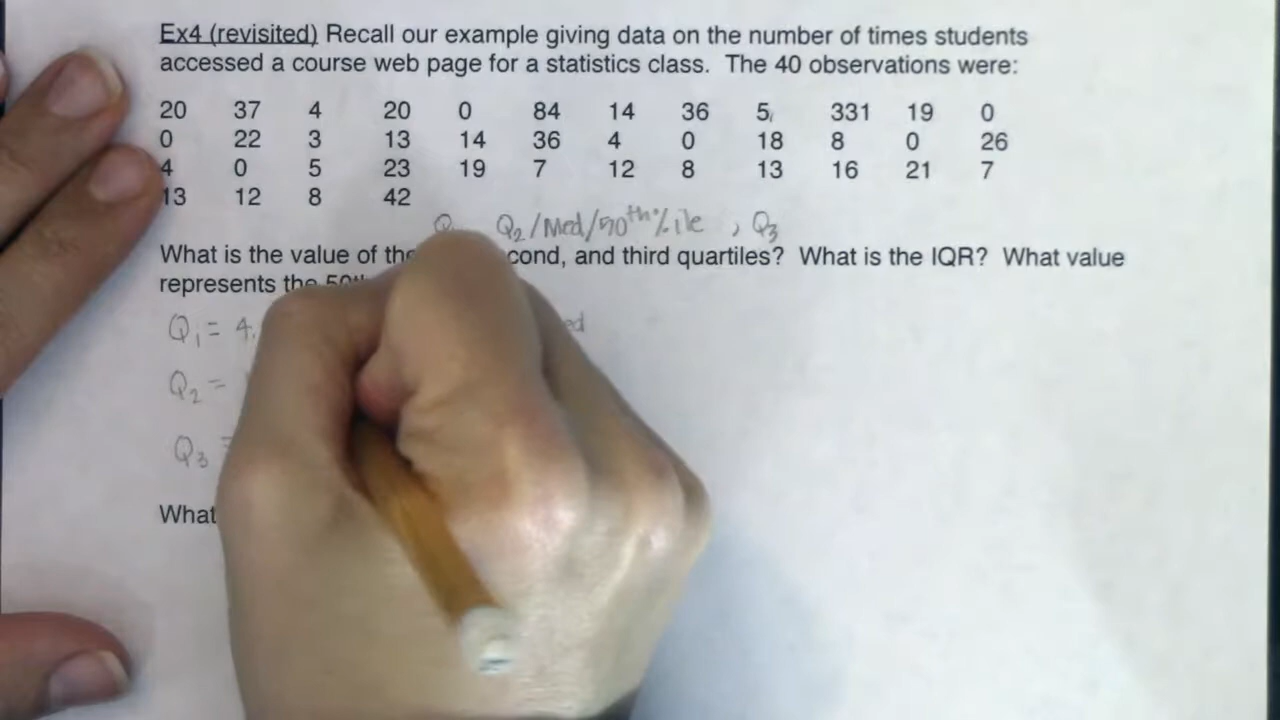 Ex4 (revisited) Recall our example giving data on the number of times students
accessed a course web page for a statistics class. The 40 observations were:
20 37 4 20 0 84 14 36 5 331 19 0
0 22 3 13 14 36 4 0 18 8 0 26
4 0 5 23 19 7 12 8 13 16 21 7
13 12 8 42
Q2/Med/50th %ile , Q3
What is the value of the cond, and third quartiles? What is the IQR? What value
represents the 50th
Q1 = 4. ed
Q2 =
Q3 =
What